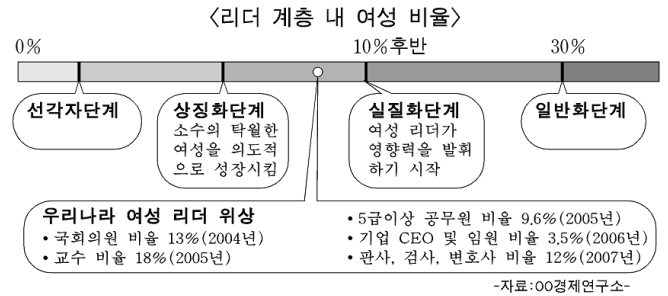 〈리더 계층 내 여성 비율〉
0%
10%후반
30%
선각자단계
상징화단계
소수의 탁월한
여성을 의도적
으로 성장시킴
실질화단계
여성 리더가
영향력을 발휘
하기 시작
일반화단계
우리나라 여성 리더 위상
• 국회의원 비율 13%(2004년)
• 교수 비율 18%(2005년)
• 5급이상 공무원 비율 9.6%(2005년)
• 기업 CEO 및 임원 비율 3.5%(2006년)
• 판사, 검사, 변호사 비율 12%(2007년)
-자료:OO경제연구소-